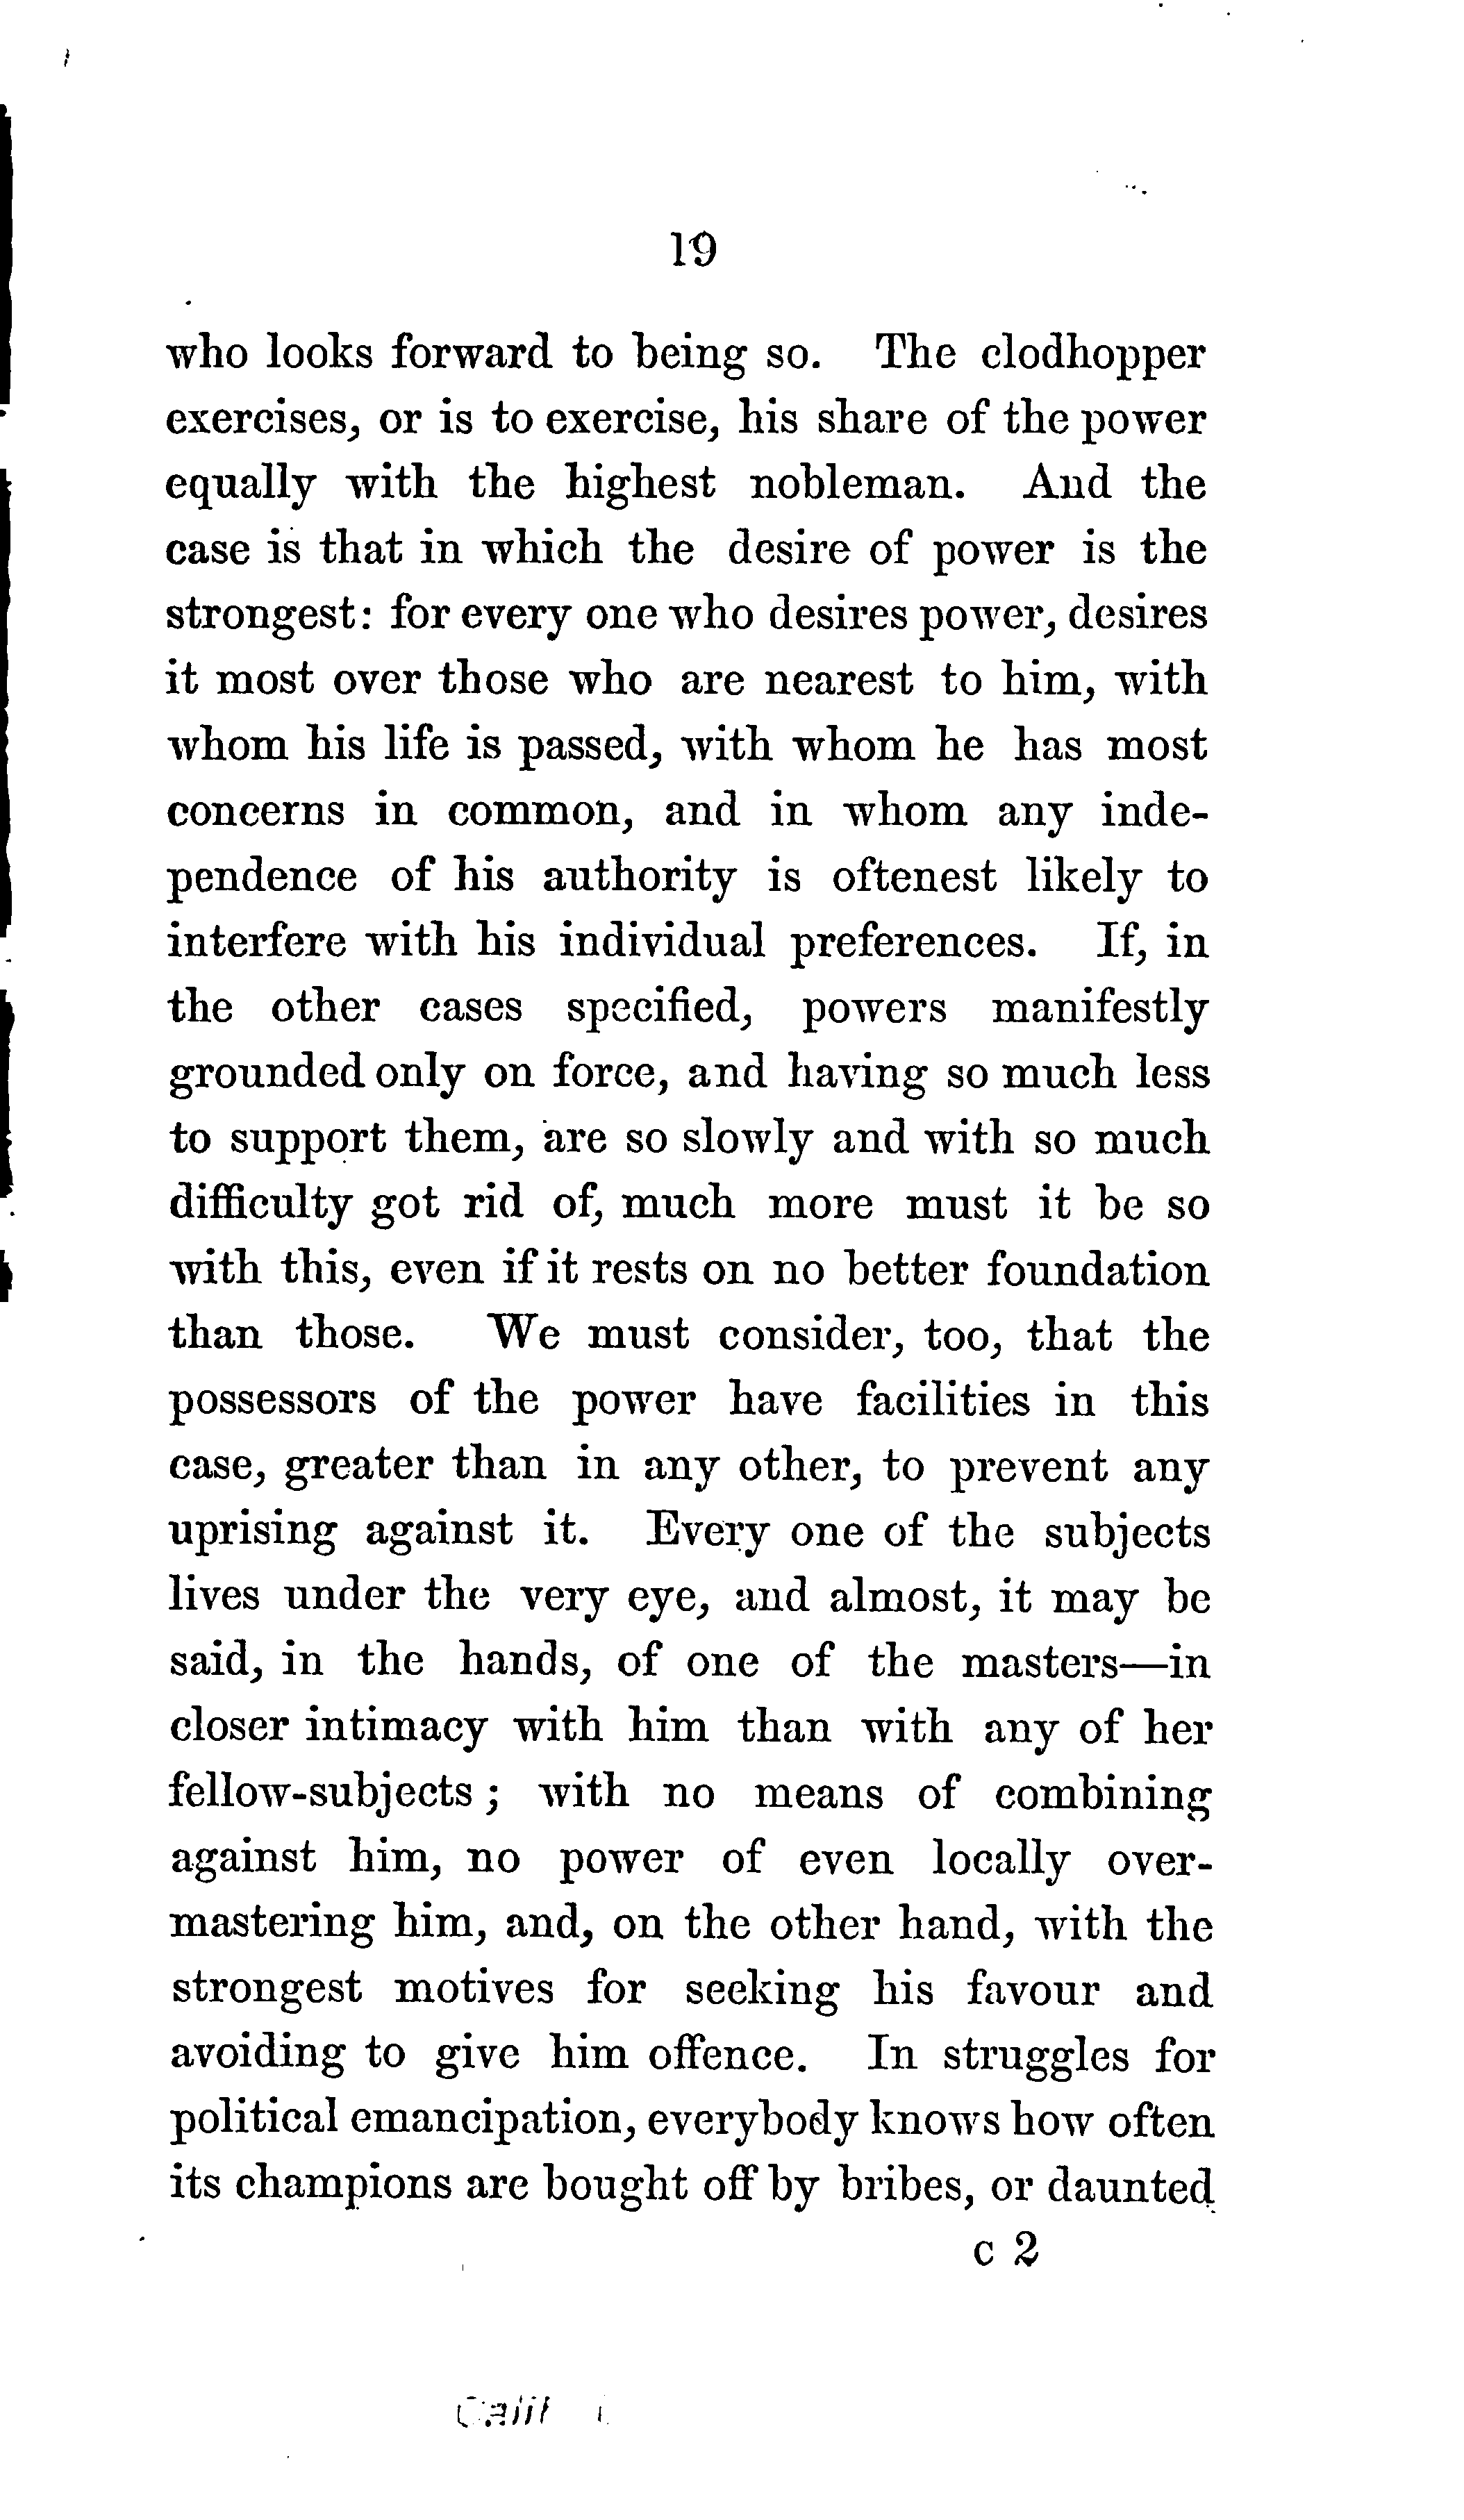 19
who looks forward to being so. The clodhopper
exercises, or is to exercise, his share of the power
equally with the highest nobleman. And the
case is that in which the desire of power is the
strongest: for every one who desires power, desires
it most over those who are nearest to him, with
whom his life is passed, with whom he has most
concerns in common, and in whom any inde-
pendence of his authority is oftenest likely to
interfere with his individual preferences. If, in
the other cases specified, powers manifestly
grounded only on force, and having so much less
to support them, are so slowly and with so much
difficulty got rid of, much more must it be so
with this, even if it rests on no better foundation
than those. We must consider, too, that the
possessors of the power have facilities in this
case, greater than in any other, to prevent any
uprising against it. Every one of the subjects
lives under the very eye, and almost, it may be
said, in the hands, of one of the masters—in
closer intimacy with him than with any of her
fellow-subjects; with no means of combining
against him, no power of even locally over-
mastering him, and, on the other hand, with the
strongest motives for seeking his favour and
avoiding to give him offence. In struggles for
political emancipation, everybody knows how often
its champions are bought off by bribes, or daunted
c 2